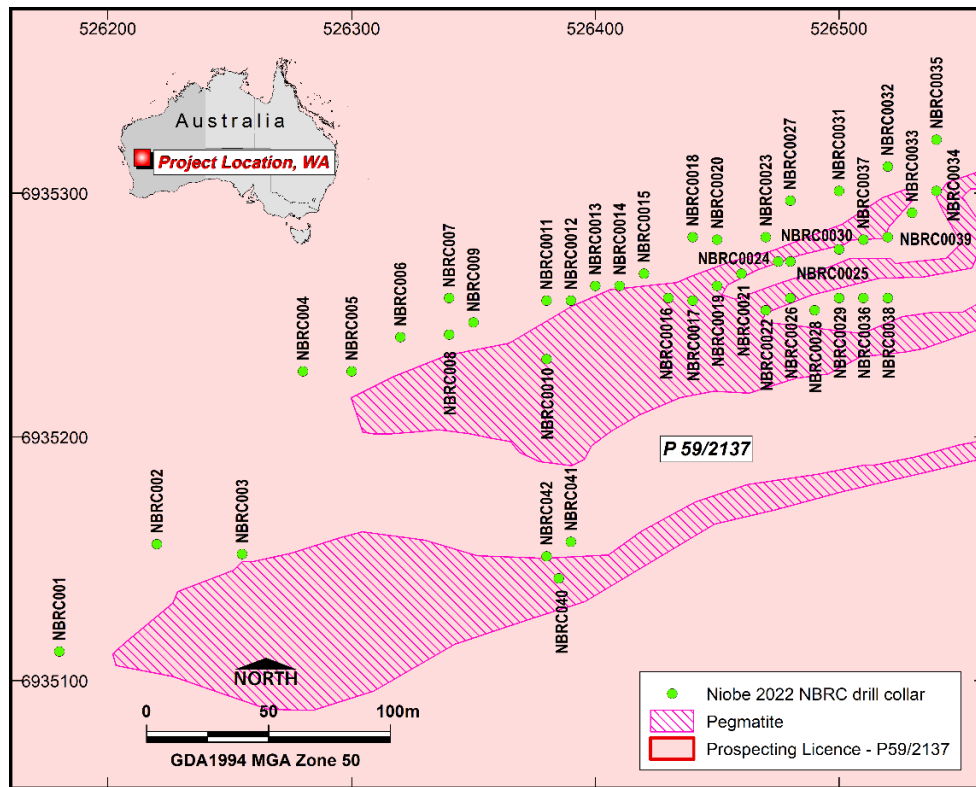 526200 526300 526400 526500
Australia
Project Location, WA
6935300
6935200
6935100
NBRC0035
NBRC0032
NBRC0031
NBRC0027
NBRC0033
NBRC0034
NBRC0037
NBRC0023
NBRC0020
NBRC0018
NBRC0015
NBRC0014
NBRC0013
NBRC0012
NBRC0011
NBRC007
NBRC009
NBRC006
NBRC005
NBRC004
NBRC0030
NBRC0039
NBRC0024
NBRC0025
NBRC008
NBRC0010
NBRC0016
NBRC0017
NBRC0019
NBRC0021
NBRC0022
NBRC0026
NBRC0028
NBRC0029
NBRC0036
NBRC0038
P 59/2137
NBRC002
NBRC003
NBRC042
NBRC041
NBRC040
NBRC001
NORTH
0 50 100m
GDA1994 MGA Zone 50
Niobe 2022 NBRC drill collar
Pegmatite
Prospecting Licence - P59/2137